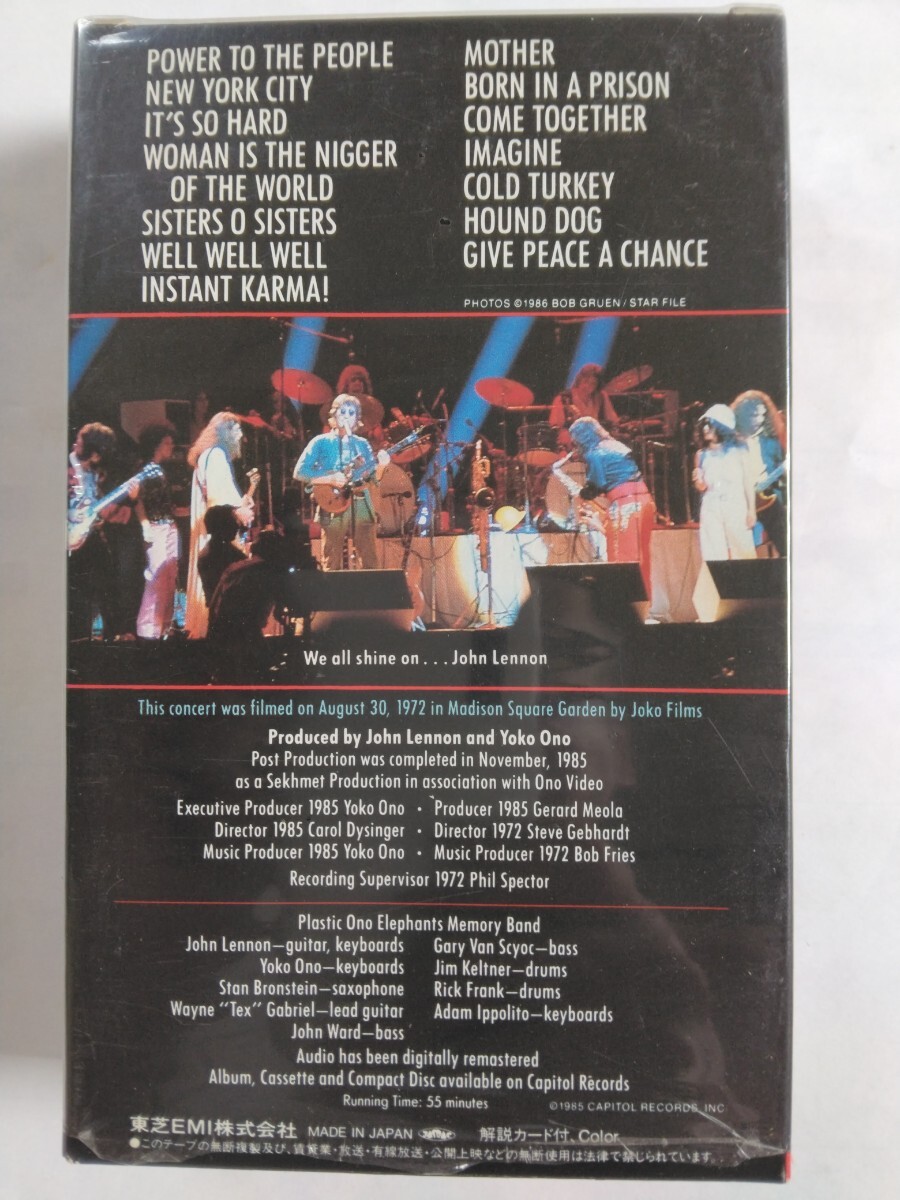 POWER TO THE PEOPLE
NEW YORK CITY
IT'S SO HARD
WOMAN IS THE NIGGER
OF THE WORLD
SISTERS O SISTERS
WELL WELL WELL
INSTANT KARMA!
MOTHER
BORN IN A PRISON
COME TOGETHER
IMAGINE
COLD TURKEY
HOUND DOG
GIVE PEACE A CHANCE
PHOTOS ©1986 BOB GRUEN / STAR FILE
We all shine on . . . John Lennon
This concert was filmed on August 30, 1972 in Madison Square Garden by Joko Films
Produced by John Lennon and Yoko Ono
Post Production was completed in November, 1985
as a Sekhmet Production in association with Ono Video
Executive Producer 1985 Yoko Ono • Producer 1985 Gerard Meola
Director 1985 Carol Dysinger • Director 1972 Steve Gebhardt
Music Producer 1985 Yoko Ono • Music Producer 1972 Bob Fries
Recording Supervisor 1972 Phil Spector
Plastic Ono Elephants Memory Band
John Lennon—guitar, keyboards
Yoko Ono—keyboards
Stan Bronstein—saxophone
Wayne "Tex" Gabriel—lead guitar
John Ward—bass
Gary Van Scyoc—bass
Jim Keltner—drums
Rick Frank—drums
Adam Ippolito—keyboards
Audio has been digitally remastered
Album, Cassette and Compact Disc available on Capitol Records
Running Time: 55 minutes
©1985 CAPITOL RECORDS, INC
東芝EMI株式会社 MADE IN JAPAN 解説カード付、Color
●このテープの無断複製及び、賃貸業・放送・有線放送・公開上映などの無断使用は法律で禁じられています。